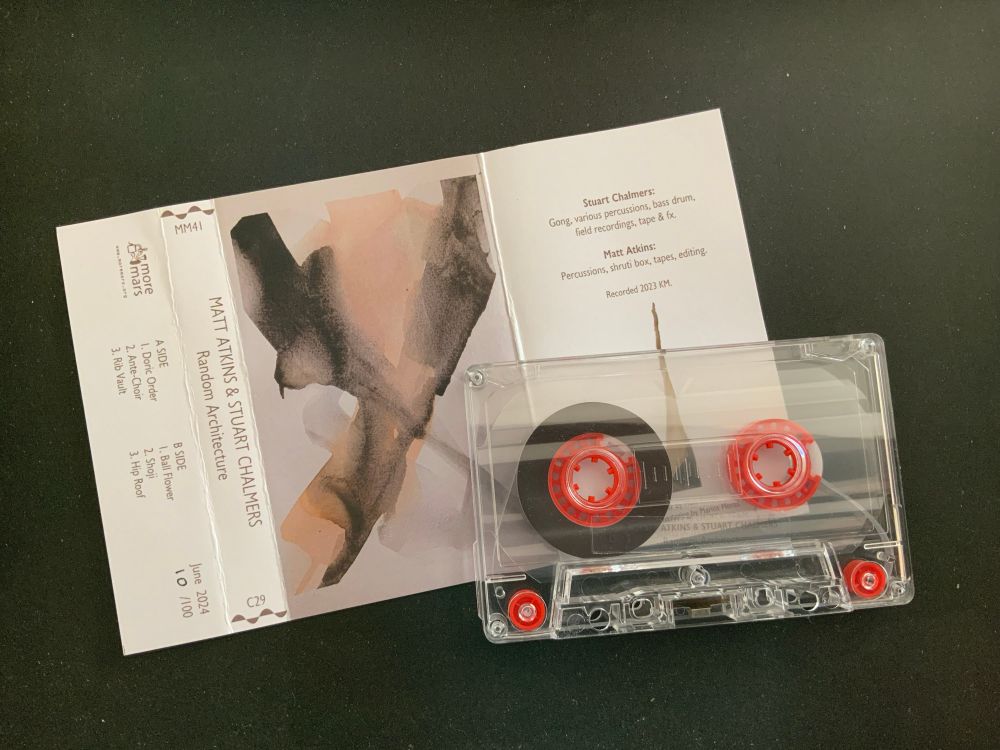 more
mars
www.moremars.org
A SIDE
1. Doric Order
2. Ante-Choir
3. Rib Vault
B SIDE
1. Ball Flower
2. Shoji
3. Hip Roof
June 2024
10 /100
MM41
MATT ATKINS & STUART CHALMERS
Random Architecture
C29
Stuart Chalmers:
Gong, various percussions, bass drum,
field recordings, tape & fx.
Matt Atkins:
Percussions, shruti box, tapes, editing.
Recorded 2023 KM.
ATKINS & STUART CHALMERS